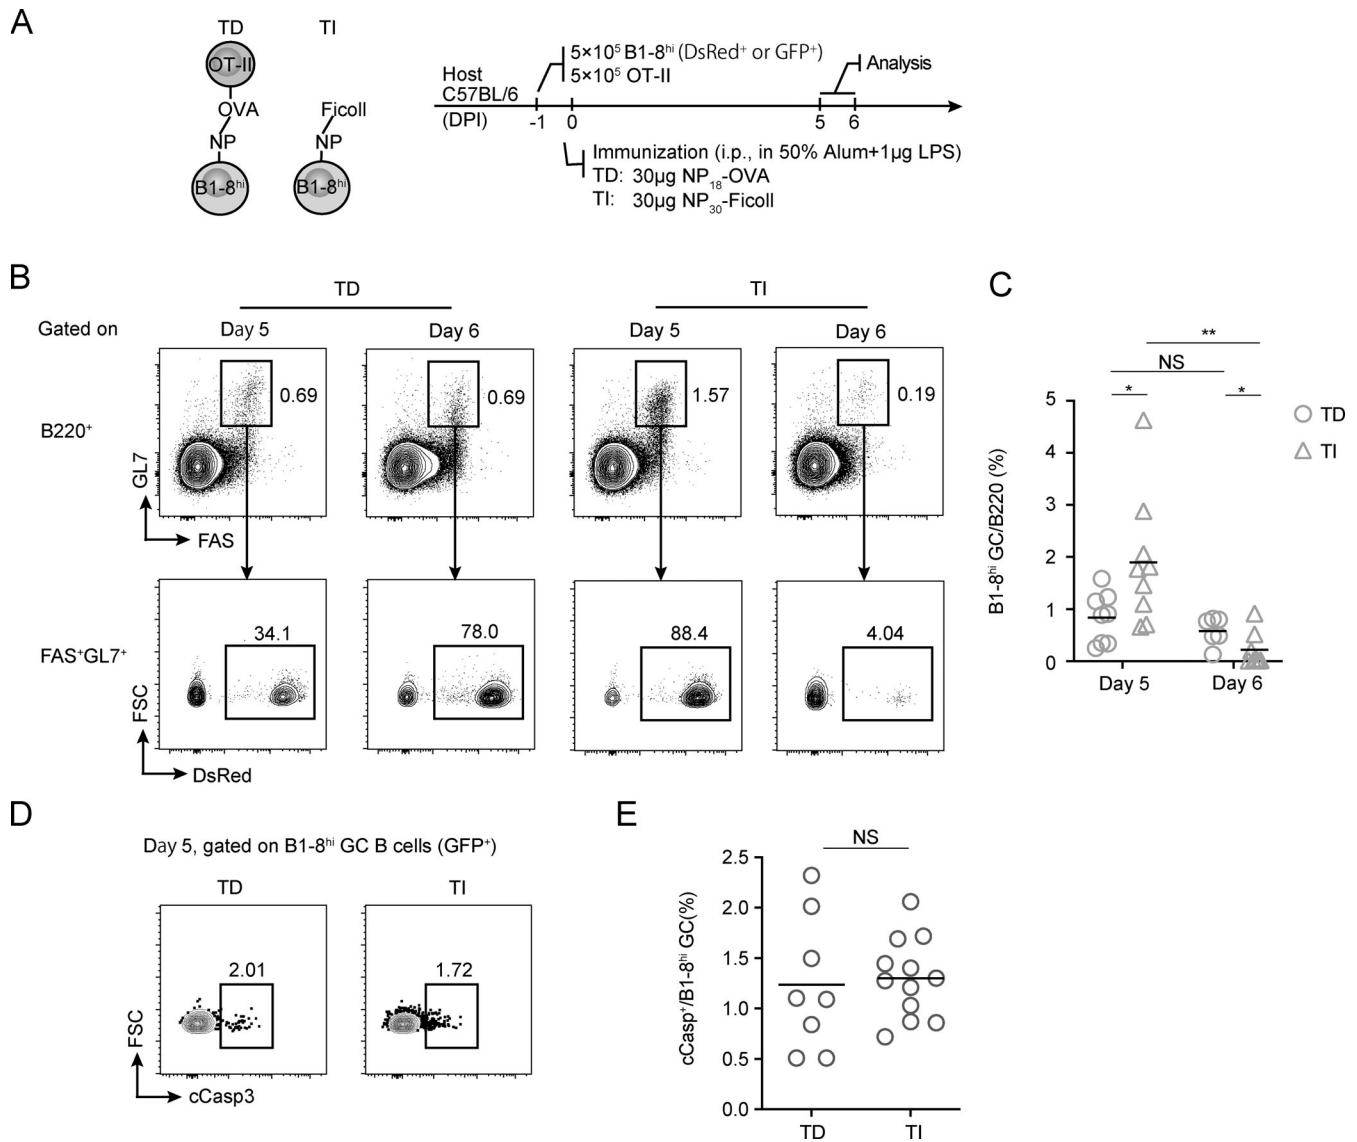 A
TD
TI
OT-II
OVA
NP
B1-8hi
Ficoll
NP
B1-8hi
Host
C57BL/6
(DPI)
5×10⁵ B1-8hi (DsRed⁺ or GFP⁺)
5×10⁵ OT-II
Analysis
-1
0
5
6
Immunization (i.p., in 50% Alum+1µg LPS)
TD: 30µg NP₁₈-OVA
TI: 30µg NP₃₀-Ficoll
B
TD
TI
Gated on
Day 5
Day 6
Day 5
Day 6
B220⁺
0.69
0.69
1.57
0.19
GL7
FAS
FAS⁺GL7⁺
34.1
78.0
88.4
4.04
FSC
DsRed
C
**
NS
*
*
TD
TI
B1-8hi GC/B220 (%)
5
4
3
2
1
0
Day 5
Day 6
D
Day 5, gated on B1-8hi GC B cells (GFP⁺)
TD
TI
2.01
1.72
FSC
cCasp3
E
NS
cCasp⁺/B1-8hi GC(%)
2.5
2.0
1.5
1.0
0.5
0.0
TD
TI